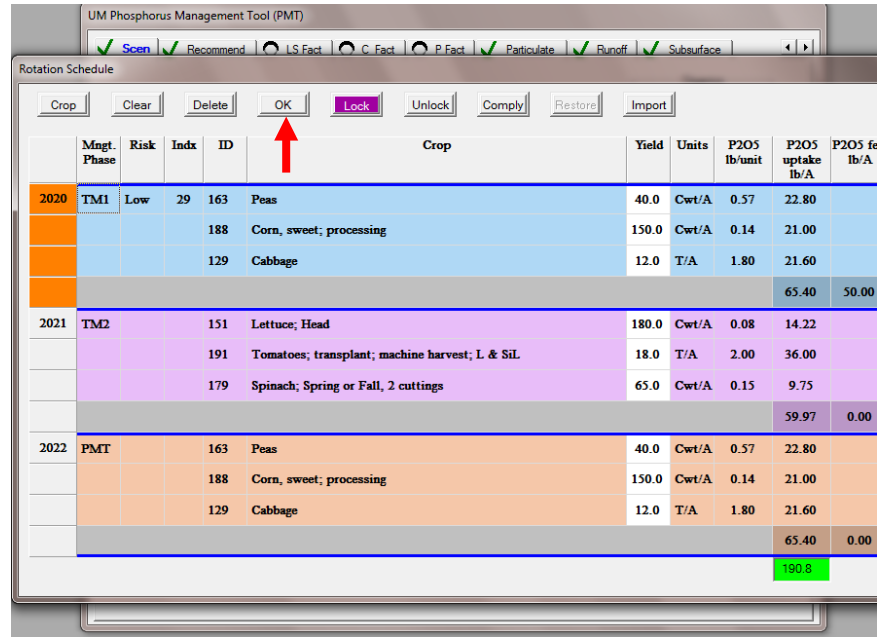 UM Phosphorus Management Tool (PMT)
Scen Recommend LS Fact C Fact P Fact Particulate Runoff Subsurface
Rotation Schedule
Crop Clear Delete OK Lock Unlock Comply Restore Import
Mngt. Phase Risk Indx ID Crop Yield Units P2O5 lb/unit P2O5 uptake lb/A P2O5 fe lb/A
2020 TM1 Low 29 163 Peas 40.0 Cwt/A 0.57 22.80
188 Corn, sweet; processing 150.0 Cwt/A 0.14 21.00
129 Cabbage 12.0 T/A 1.80 21.60
65.40 50.00
2021 TM2 151 Lettuce; Head 180.0 Cwt/A 0.08 14.22
191 Tomatoes; transplant; machine harvest; L & SiL 18.0 T/A 2.00 36.00
179 Spinach; Spring or Fall, 2 cuttings 65.0 Cwt/A 0.15 9.75
59.97 0.00
2022 PMT 163 Peas 40.0 Cwt/A 0.57 22.80
188 Corn, sweet; processing 150.0 Cwt/A 0.14 21.00
129 Cabbage 12.0 T/A 1.80 21.60
65.40 0.00
190.8